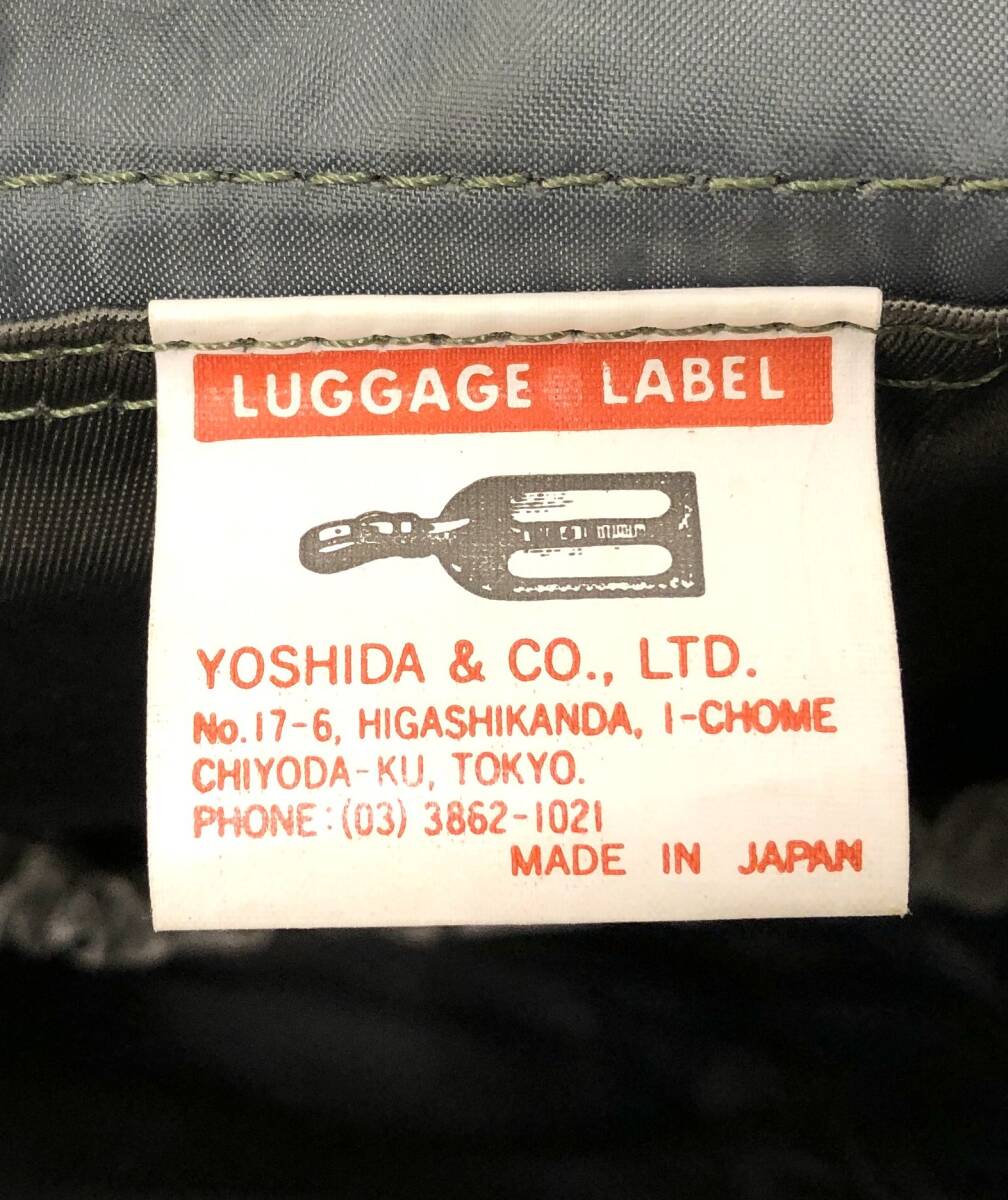 LUGGAGE LABEL
YOSHIDA & CO., LTD.
No.17-6, HIGASHIKANDA, 1-CHOME
CHIYODA-KU, TOKYO.
PHONE: (03) 3862-1021
MADE IN JAPAN